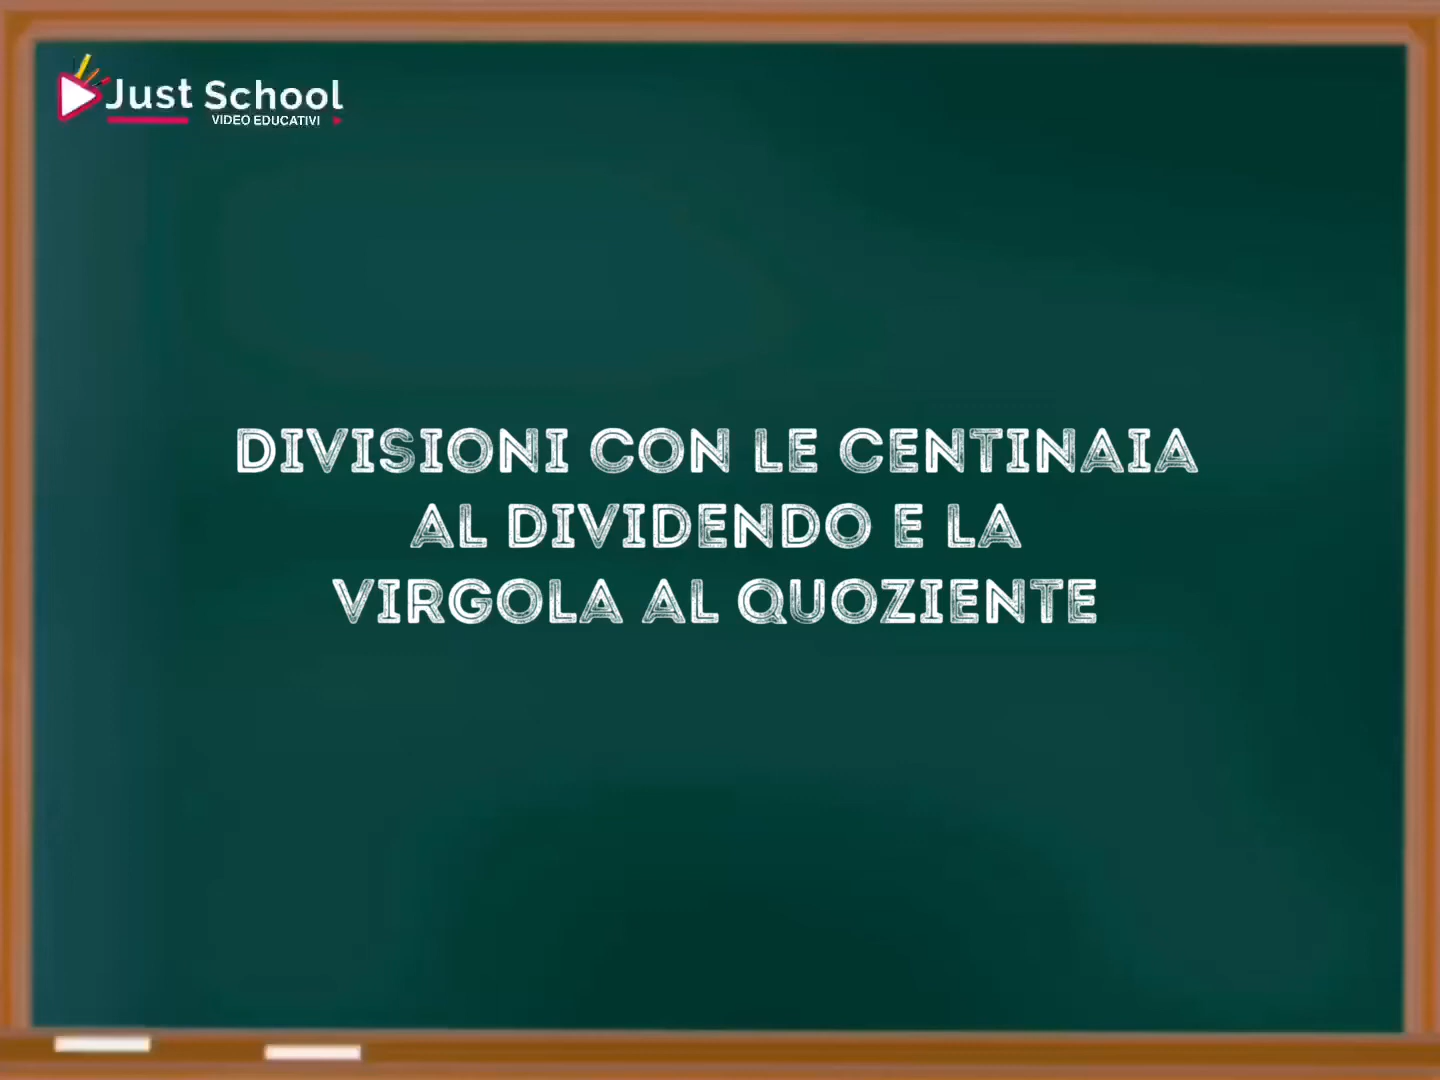 Just School
VIDEO EDUCATIVI
DIVISIONI CON LE CENTINAIA
AL DIVIDENDO E LA
VIRGOLA AL QUOZIENTE